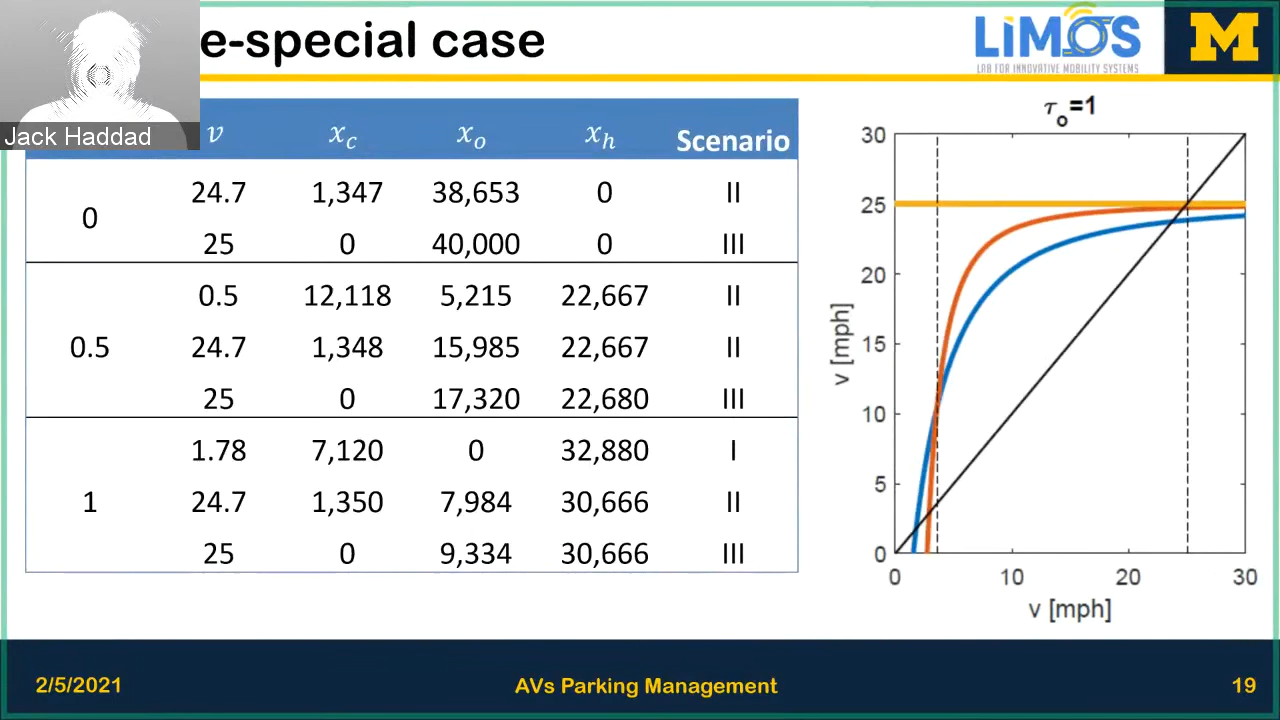 e-special case
LiMOS
LAB FOR INNOVATIVE MOBILITY SYSTEMS
M
Jack Haddad
v x_c x_o x_h Scenario
0
24.7 1,347 38,653 0 II
25 0 40,000 0 III
0.5
0.5 12,118 5,215 22,667 II
24.7 1,348 15,985 22,667 II
25 0 17,320 22,680 III
1
1.78 7,120 0 32,880 I
24.7 1,350 7,984 30,666 II
25 0 9,334 30,666 III
τ_o=1
30
25
20
15
10
5
0
v [mph]
0 10 20 30
v [mph]
2/5/2021 AVs Parking Management 19